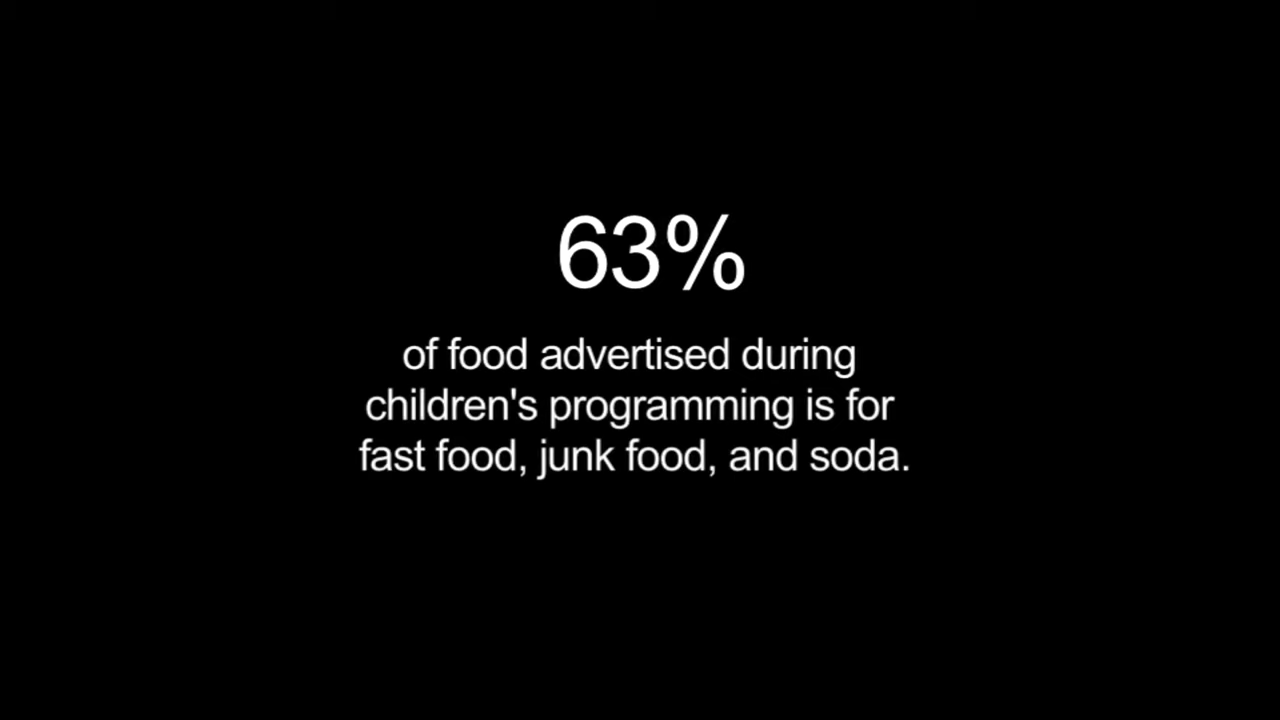 63%
of food advertised during
children's programming is for
fast food, junk food, and soda.